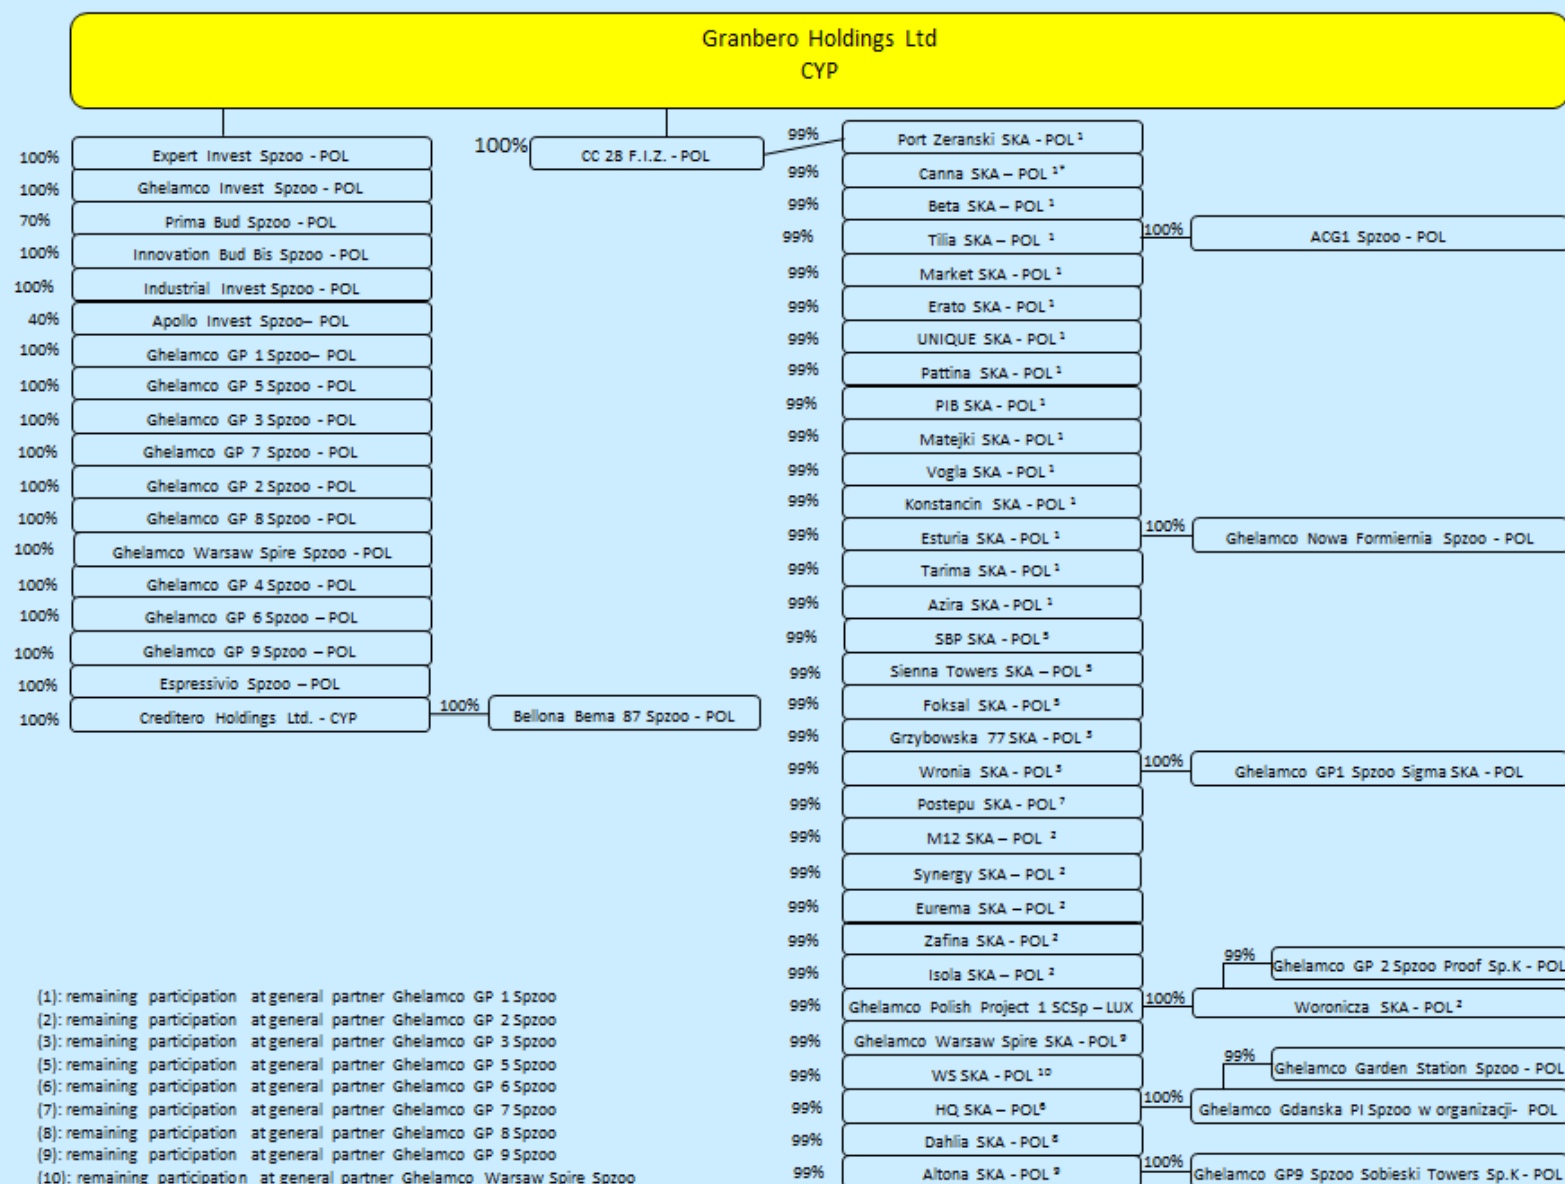 Granbero Holdings Ltd
CYP
100% Expert Invest Spzoo - POL
100% Ghelamco Invest Spzoo - POL
70% Prima Bud Spzoo - POL
100% Innovation Bud Bis Spzoo - POL
100% Industrial Invest Spzoo - POL
40% Apollo Invest Spzoo– POL
100% Ghelamco GP 1 Spzoo– POL
100% Ghelamco GP 5 Spzoo - POL
100% Ghelamco GP 3 Spzoo - POL
100% Ghelamco GP 7 Spzoo - POL
100% Ghelamco GP 2 Spzoo - POL
100% Ghelamco GP 8 Spzoo - POL
100% Ghelamco Warsaw Spire Spzoo - POL
100% Ghelamco GP 4 Spzoo - POL
100% Ghelamco GP 6 Spzoo – POL
100% Ghelamco GP 9 Spzoo – POL
100% Espressivio Spzoo – POL
100% Creditero Holdings Ltd. - CYP
100% Bellona Bema 87 Spzoo - POL
100% CC 28 F.I.Z. - POL
99% Port Zeranski SKA - POL ¹
99% Canna SKA – POL ¹*
99% Beta SKA – POL ¹
99% Tilia SKA – POL ¹
100% ACG1 Spzoo - POL
99% Market SKA - POL ¹
99% Erato SKA - POL ¹
99% UNIQUE SKA - POL ¹
99% Pattina SKA - POL ¹
99% PIB SKA - POL ¹
99% Matejki SKA - POL ¹
99% Vogla SKA - POL ¹
99% Konstancin SKA - POL ¹
99% Esturia SKA - POL ¹
100% Ghelamco Nowa Formiernia Spzoo - POL
99% Tarima SKA - POL ¹
99% Azira SKA - POL ¹
99% SBP SKA - POL
99% Sienna Towers SKA – POL
99% Foksal SKA - POL
99% Grzybowska 77 SKA - POL
99% Wronia SKA - POL
100% Ghelamco GP1 Spzoo Sigma SKA - POL
99% Postepu SKA - POL ⁷
99% M12 SKA – POL ²
99% Synergy SKA – POL ²
99% Eurema SKA – POL ²
99% Zafina SKA - POL ²
99% Isola SKA – POL ²
99% Ghelamco Polish Project 1 SCSp – LUX
99% Ghelamco GP 2 Spzoo Proof Sp.K - POL
100% Woronicza SKA - POL ²
99% Ghelamco Warsaw Spire SKA - POL ⁹
99% WS SKA - POL ¹⁰
99% Ghelamco Garden Station Spzoo - POL
99% HQ SKA – POL
100% Ghelamco Gdanska PI Spzoo w organizacji- POL
99% Dahlia SKA - POL
99% Altona SKA - POL ⁹
100% Ghelamco GP9 Spzoo Sobieski Towers Sp.K - POL
(1): remaining participation at general partner Ghelamco GP 1 Spzoo
(2): remaining participation at general partner Ghelamco GP 2 Spzoo
(3): remaining participation at general partner Ghelamco GP 3 Spzoo
(5): remaining participation at general partner Ghelamco GP 5 Spzoo
(6): remaining participation at general partner Ghelamco GP 6 Spzoo
(7): remaining participation at general partner Ghelamco GP 7 Spzoo
(8): remaining participation at general partner Ghelamco GP 8 Spzoo
(9): remaining participation at general partner Ghelamco GP 9 Spzoo
(10): remaining participation at general partner Ghelamco Warsaw Spire Spzoo